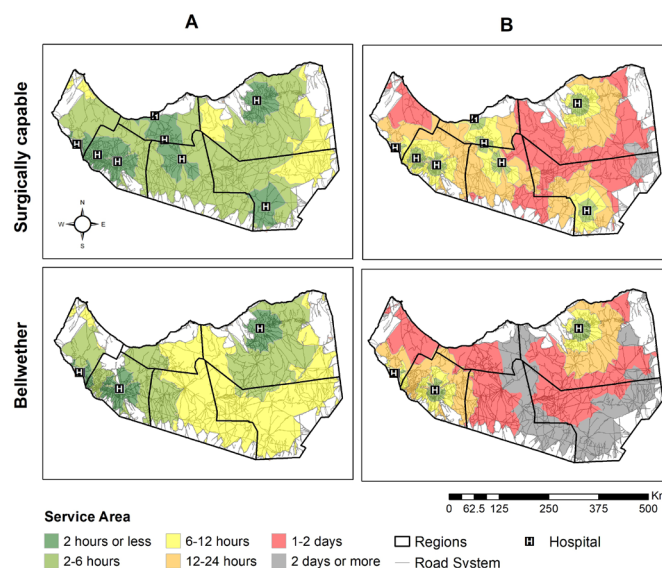 A B
Surgically capable
N
W E
S
Bellwether
Km
0 62.5 125 250 375 500
Service Area
2 hours or less 6-12 hours 1-2 days Regions H Hospital
2-6 hours 12-24 hours 2 days or more Road System